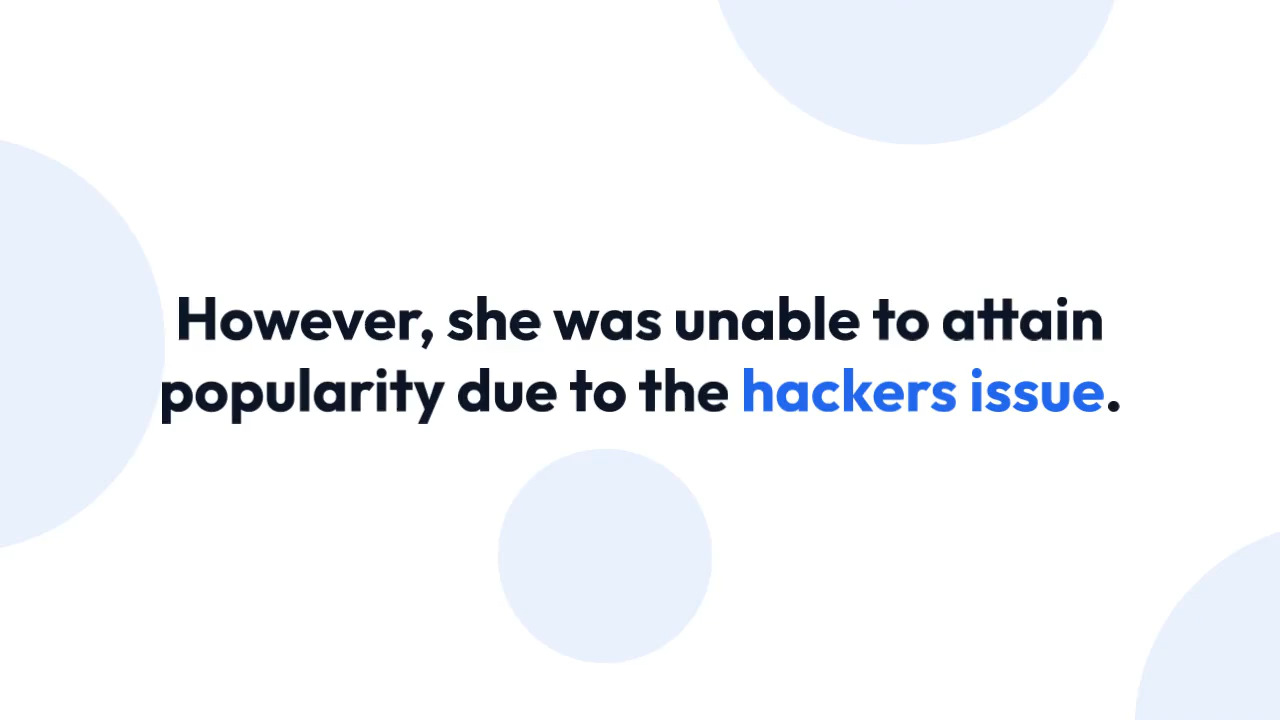 However, she was unable to attain
popularity due to the hackers issue.